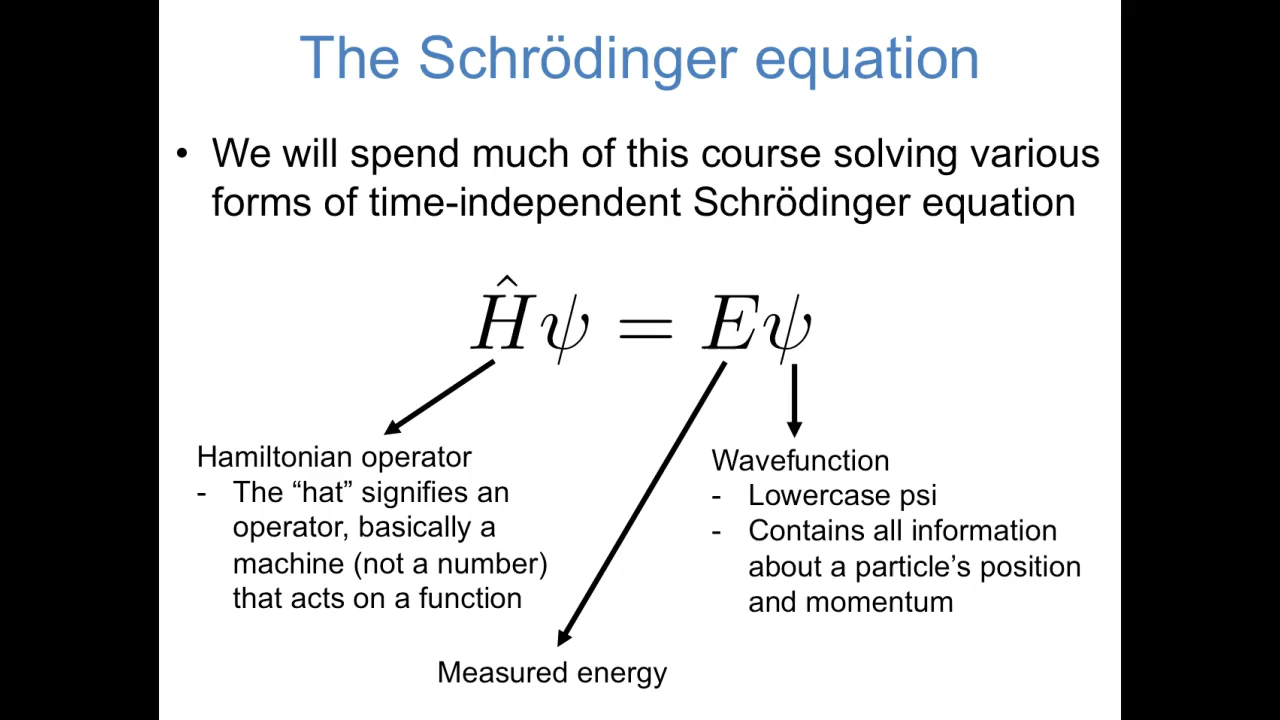 The Schrödinger equation
• We will spend much of this course solving various
forms of time-independent Schrödinger equation
Ĥψ = Eψ
Hamiltonian operator
- The “hat” signifies an
operator, basically a
machine (not a number)
that acts on a function
Wavefunction
- Lowercase psi
- Contains all information
about a particle’s position
and momentum
Measured energy